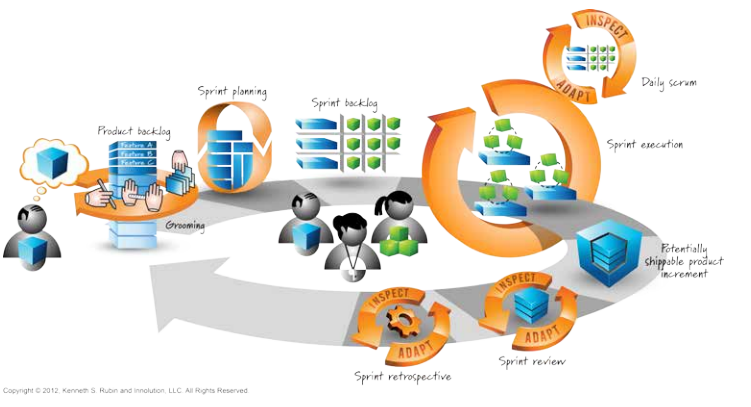 INSPECT
ADAPT
Daily scrum
Sprint planning
Sprint backlog
Product backlog
Feature A
Feature B
Feature C
Sprint execution
Grooming
Potentially
shippable product
increment
INSPECT
ADAPT
Sprint review
INSPECT
ADAPT
Sprint retrospective
Copyright © 2012, Kenneth S. Rubin and Innolution, LLC. All Rights Reserved.